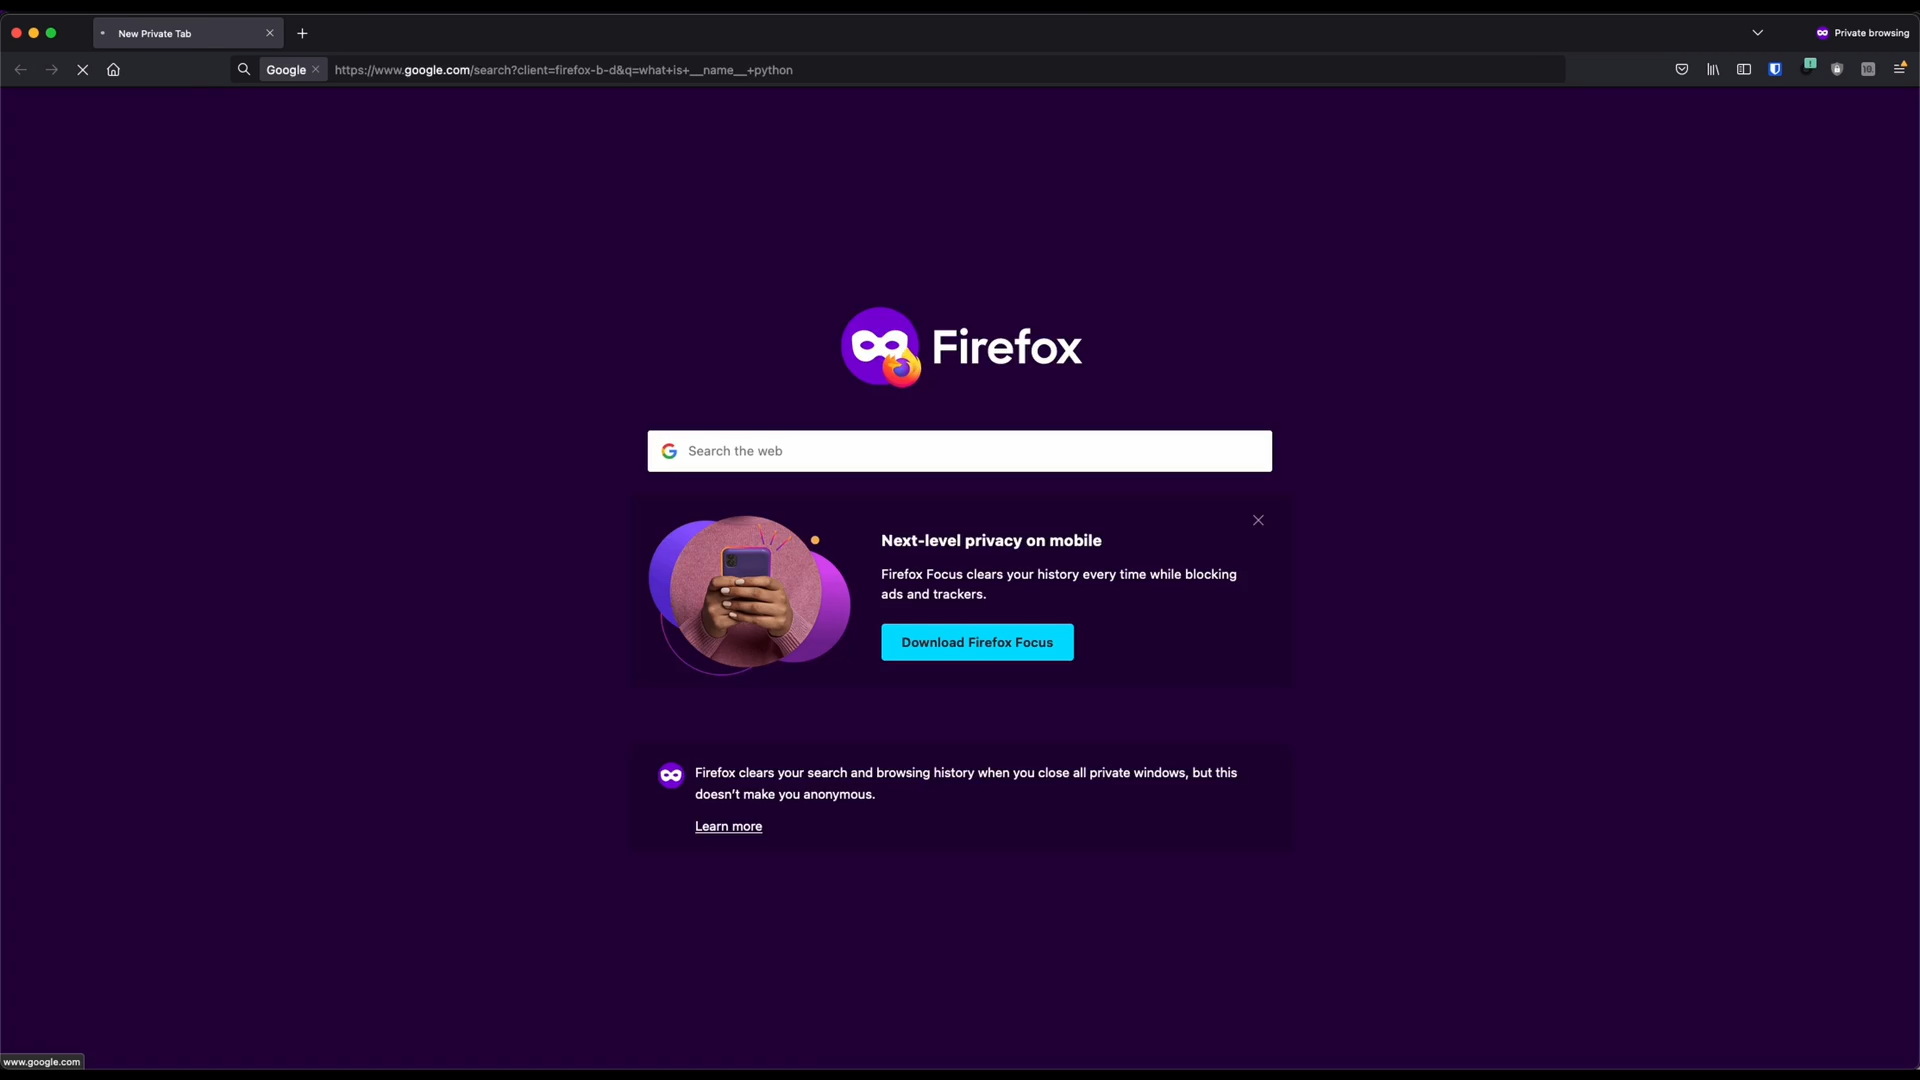 New Private Tab
Private browsing
Google https://www.google.com/search?client=firefox-b-d&q=what+is+__name__+python
Firefox
Search the web
Next-level privacy on mobile
Firefox Focus clears your history every time while blocking
ads and trackers.
Download Firefox Focus
Firefox clears your search and browsing history when you close all private windows, but this
doesn’t make you anonymous.
Learn more
www.google.com